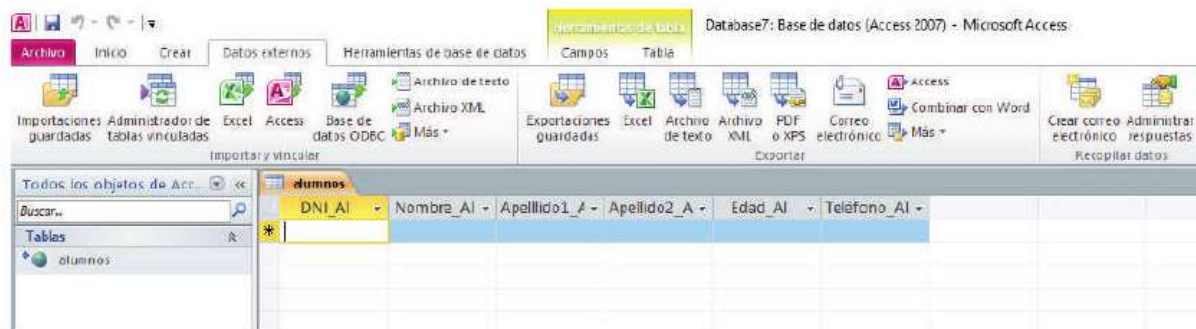 Herramientas de tabla Database7: Base de datos (Access 2007) - Microsoft Access
Archivo Inicio Crear Datos externos Herramientas de base de datos Campos Tabla
Importaciones guardadas
Administrador de tablas vinculadas
Excel
Access
Base de datos ODBC
Archivo de texto
Archivo XML
Más
Importar y vincular
Exportaciones guardadas
Excel
Archivo de texto
Archivo XML
PDF o XPS
Correo electrónico
Access
Combinar con Word
Más
Exportar
Crear correo electrónico
Administrar respuestas
Recopilar datos
Todos los objetos de Acc...
Buscar...
Tablas
alumnos
alumnos
DNI_Al Nombre_Al Apelllido1_A Apellido2_A Edad_Al Teléfono_Al